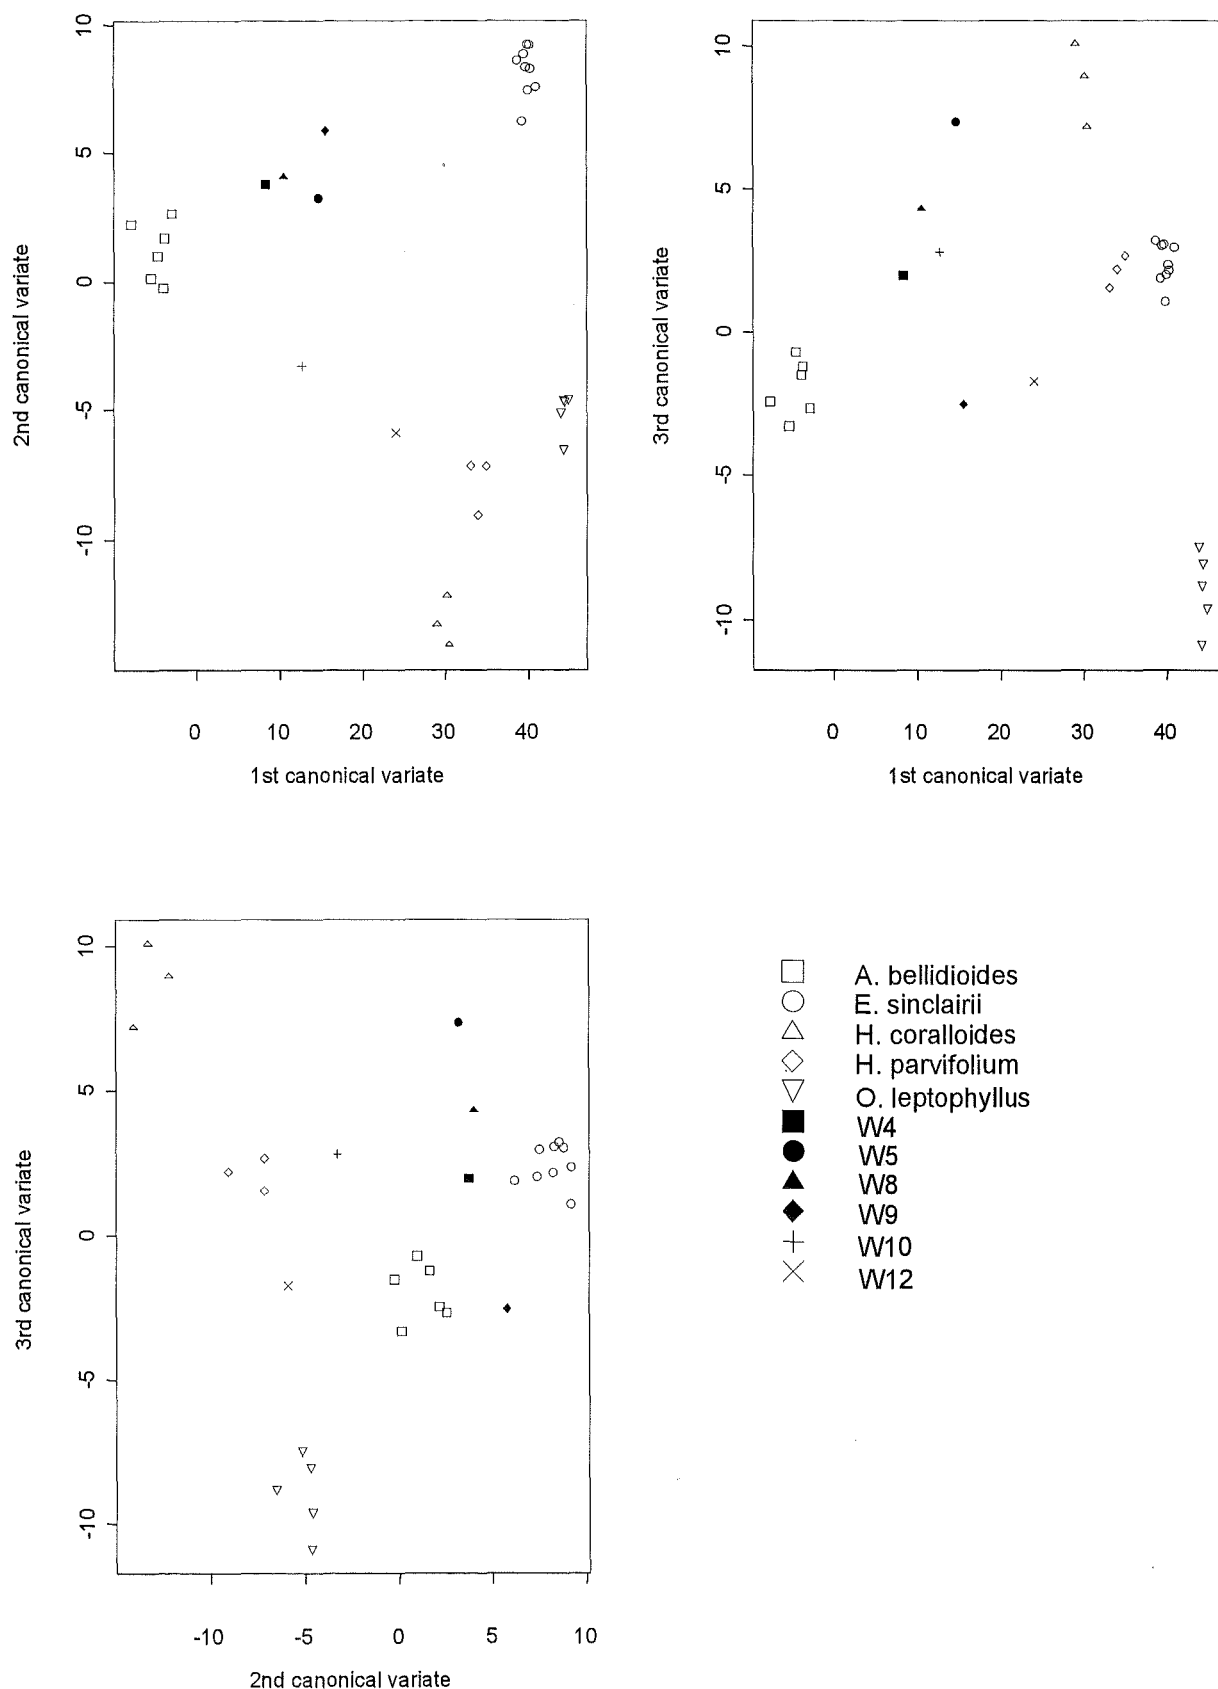 10
5
0
-5
-10
2nd canonical variate
0 10 20 30 40
1st canonical variate
10
5
0
-5
-10
3rd canonical variate
0 10 20 30 40
1st canonical variate
10
5
0
-5
-10
3rd canonical variate
-10 -5 0 5 10
2nd canonical variate
A. bellidioides
E. sinclairii
H. coralloides
H. parvifolium
O. leptophyllus
W4
W5
W8
W9
W10
W12